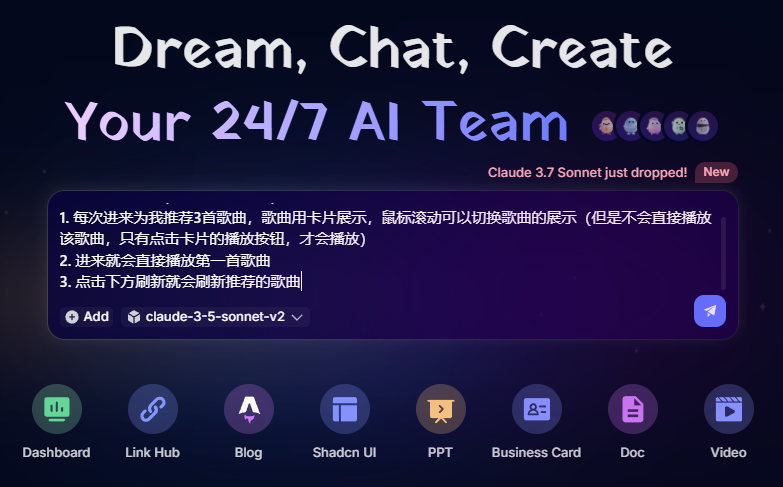 Dream, Chat, Create
Your 24/7 AI Team
Claude 3.7 Sonnet just dropped! New
1. 每次进来为我推荐3首歌曲，歌曲用卡片展示，鼠标滚动可以切换歌曲的展示（但是不会直接播放
该歌曲，只有点击卡片的播放按钮，才会播放）
2. 进来就会直接播放第一首歌曲
3. 点击下方刷新就会刷新推荐的歌曲
Add claude-3-5-sonnet-v2
Dashboard Link Hub Blog Shadcn UI PPT Business Card Doc Video